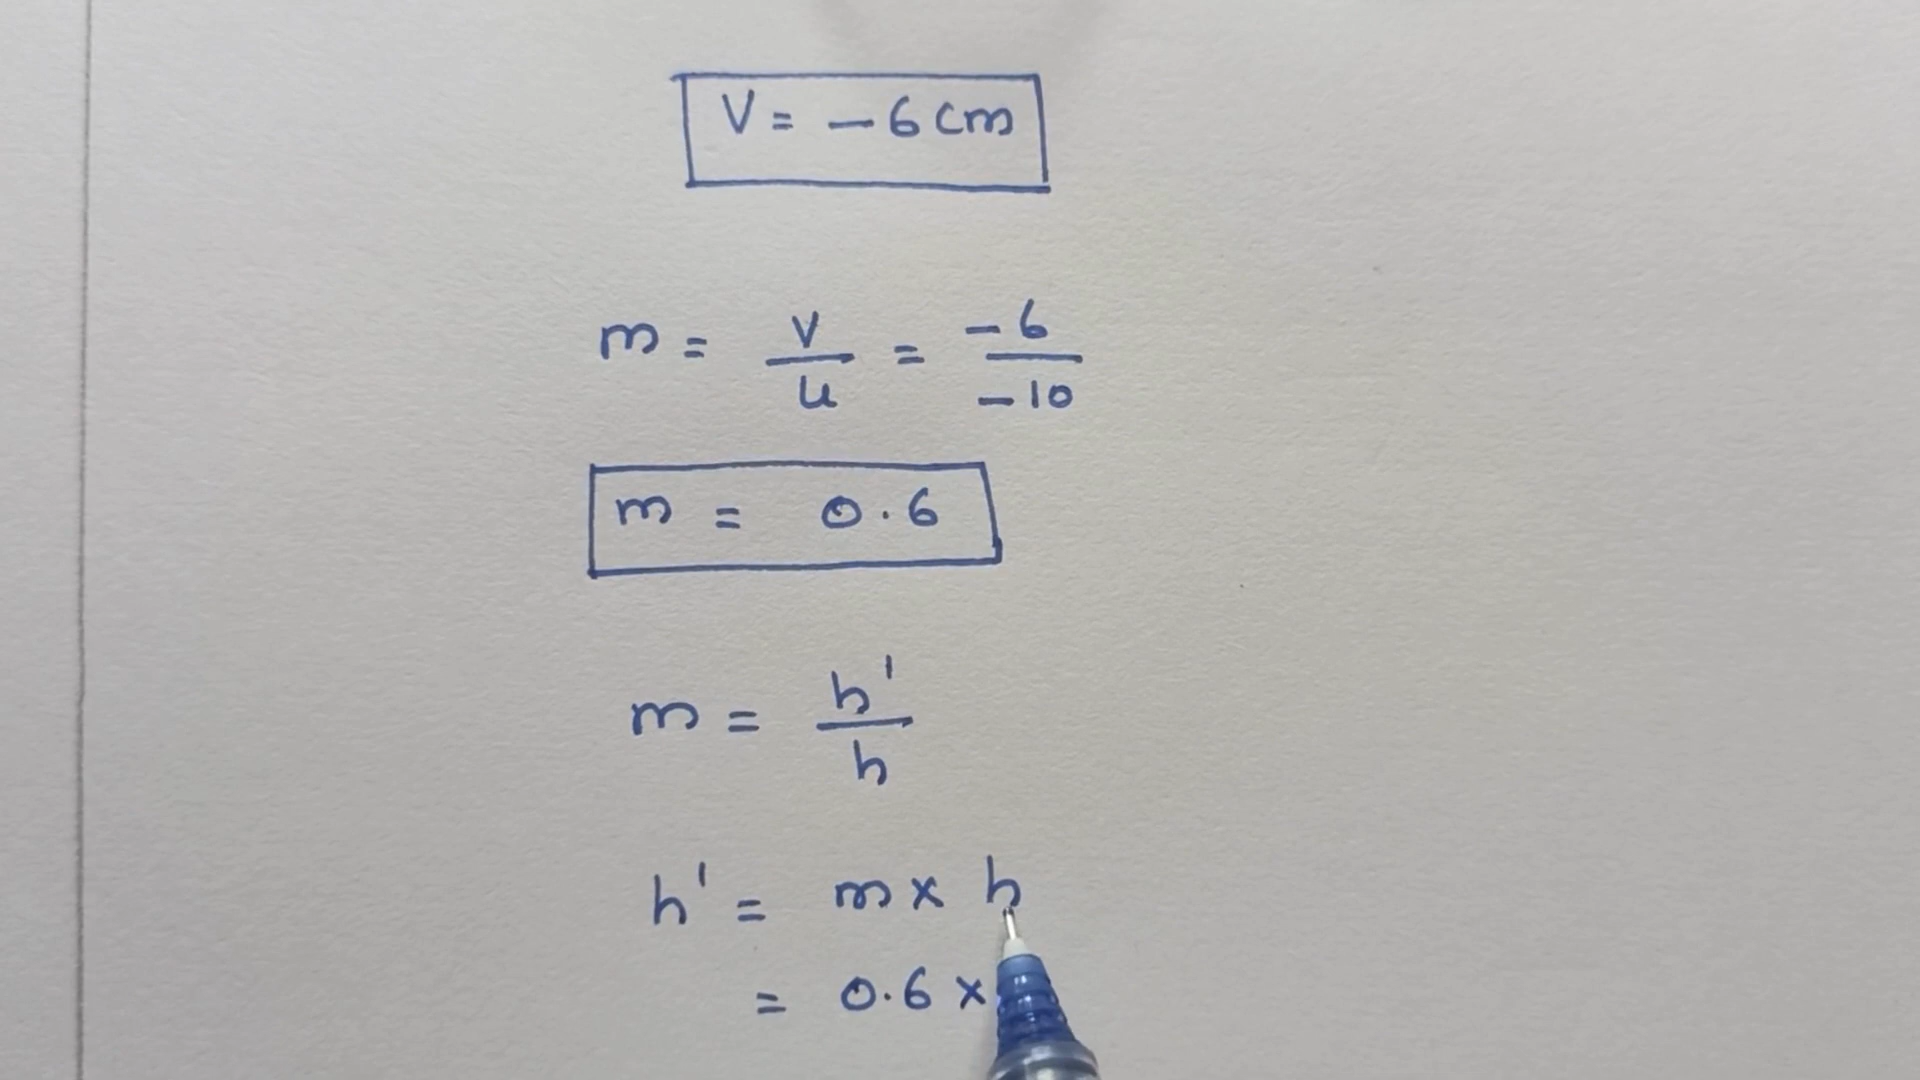 V = -6 cm
m = v/u = -6/-10
m = 0.6
m = h'/h
h' = m × h
= 0.6 ×